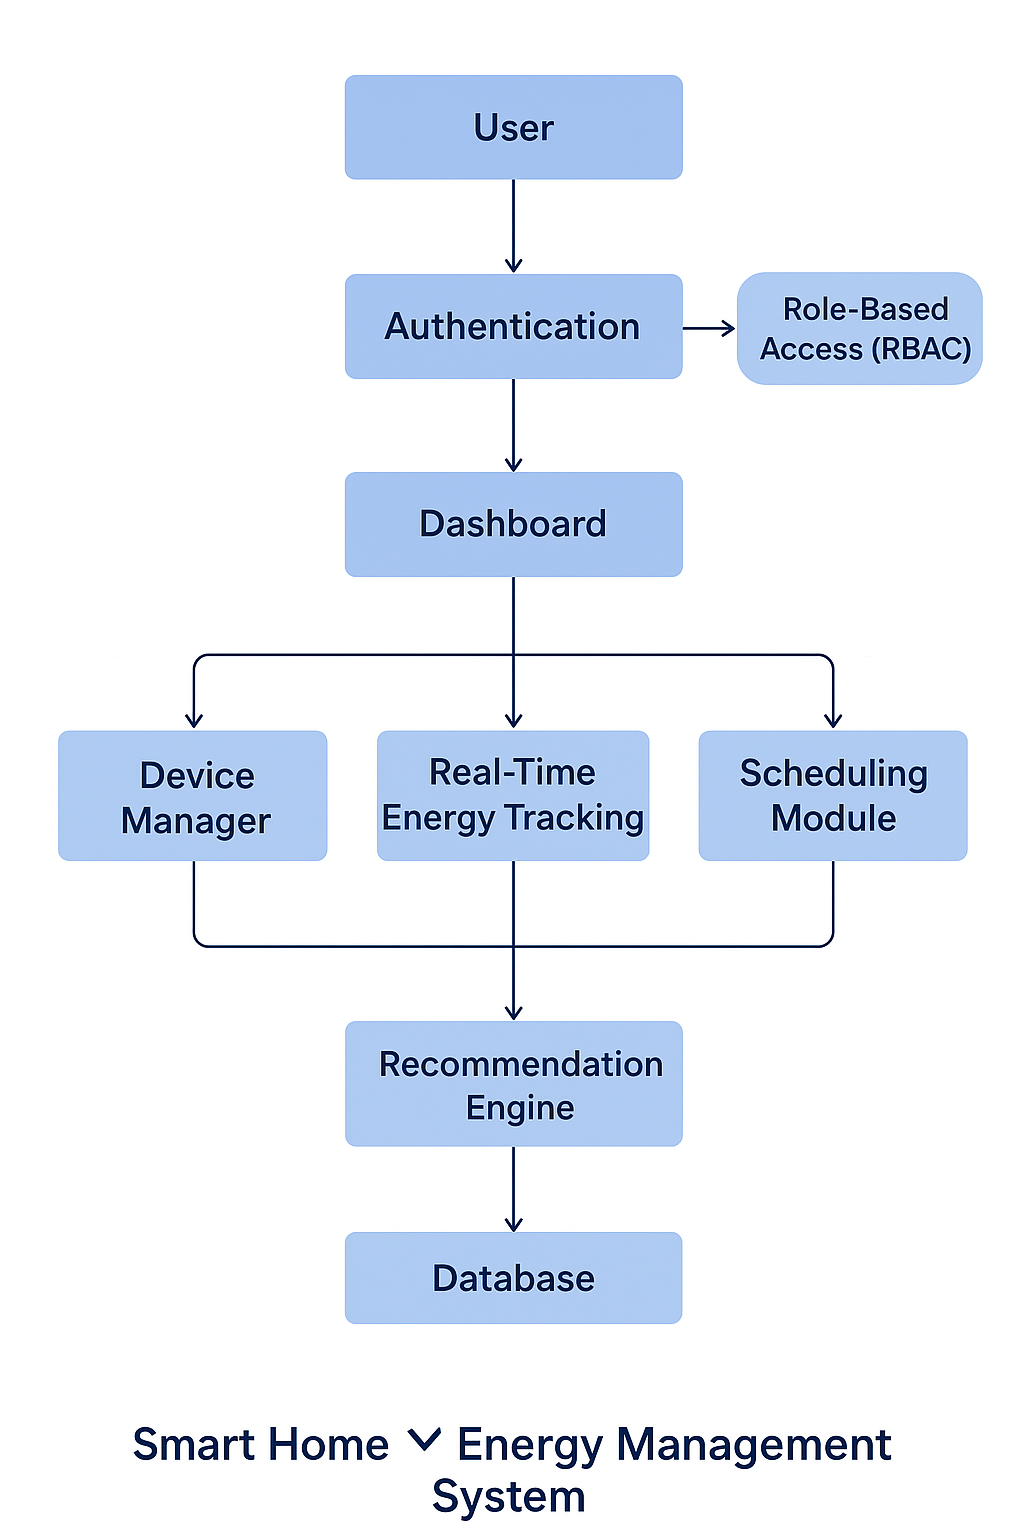 User
Authentication
Role-Based
Access (RBAC)
Dashboard
Device
Manager
Real-Time
Energy Tracking
Scheduling
Module
Recommendation
Engine
Database
Smart Home Energy Management
System